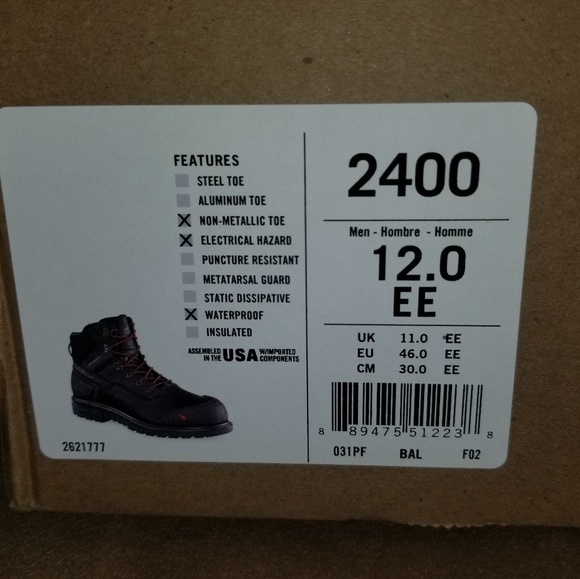 FEATURES
STEEL TOE
ALUMINUM TOE
X NON-METALLIC TOE
X ELECTRICAL HAZARD
PUNCTURE RESISTANT
METATARSAL GUARD
STATIC DISSIPATIVE
X WATERPROOF
INSULATED
ASSEMBLED IN THE USA W/IMPORTED COMPONENTS
2621777
2400
Men - Hombre - Homme
12.0
EE
UK 11.0 EE
EU 46.0 EE
CM 30.0 EE
8 89475 51223 8
031PF BAL F02